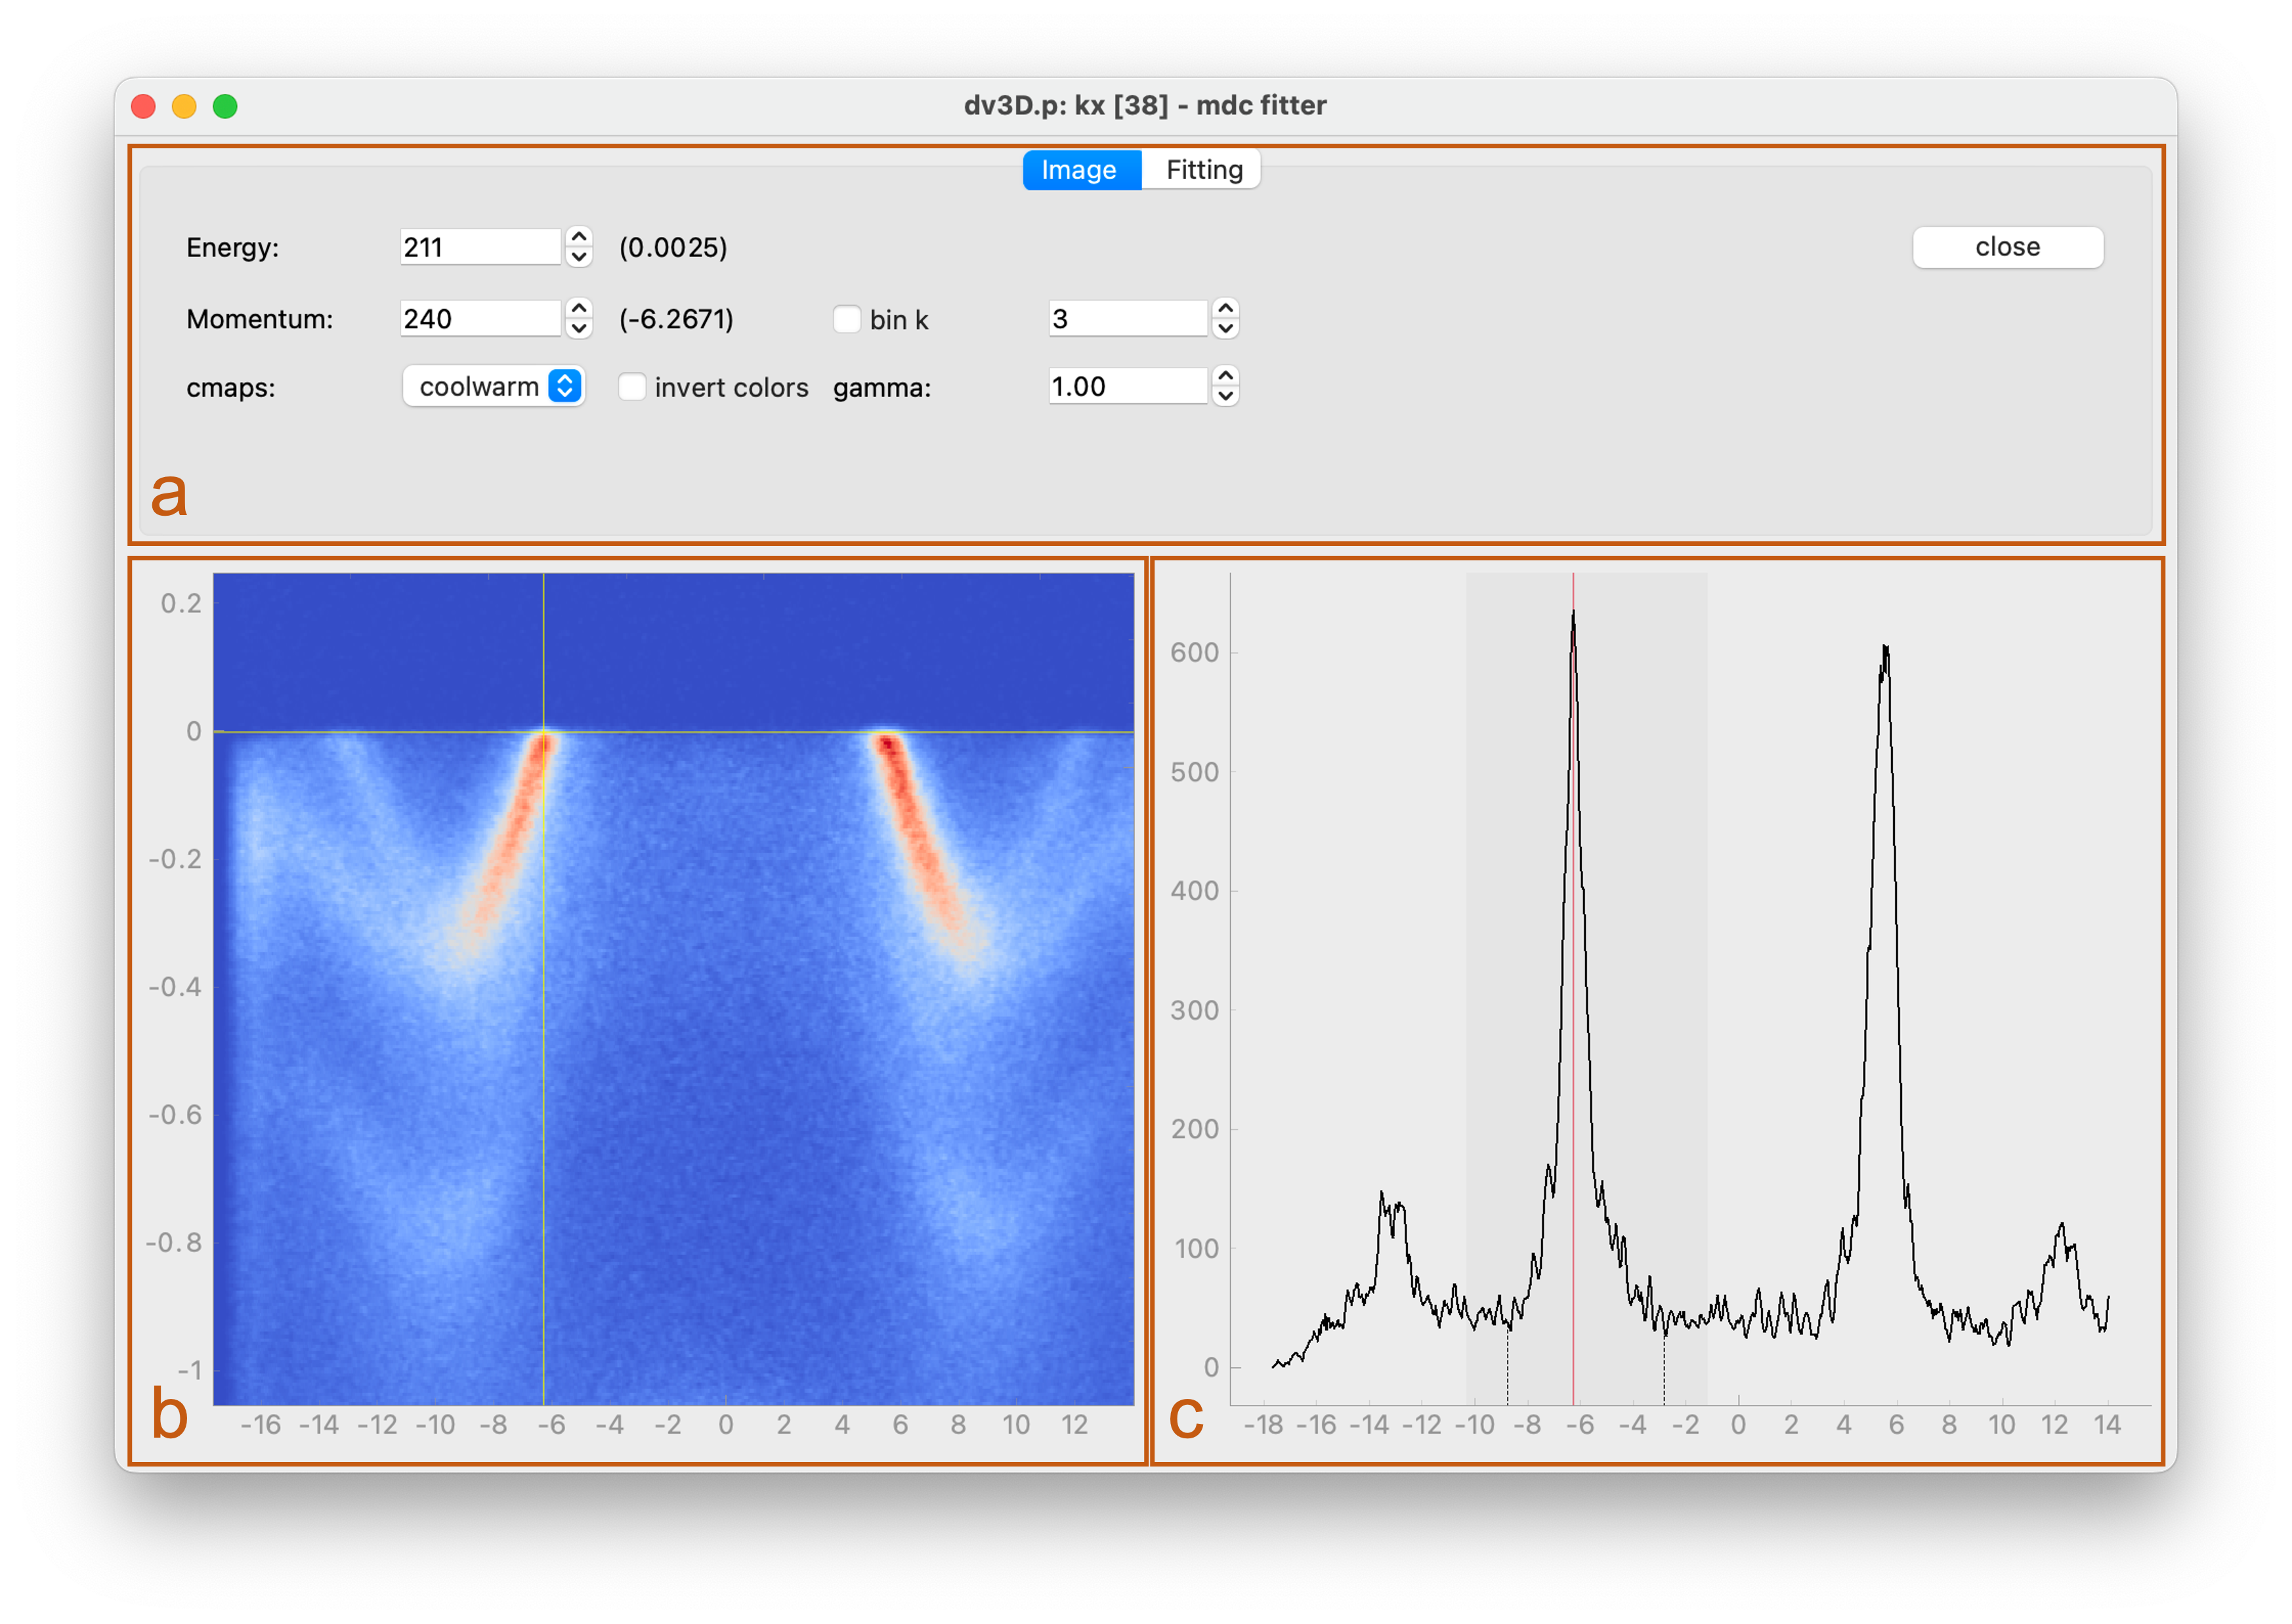 dv3D.p: kx [38] - mdc fitter
Image Fitting
Energy: 211 (0.0025) close
Momentum: 240 (-6.2671) bin k 3
cmaps: coolwarm invert colors gamma: 1.00
a
0.2
0
-0.2
-0.4
-0.6
-0.8
-1
b
-16 -14 -12 -10 -8 -6 -4 -2 0 2 4 6 8 10 12
600
500
400
300
200
100
0
c
-18 -16 -14 -12 -10 -8 -6 -4 -2 0 2 4 6 8 10 12 14